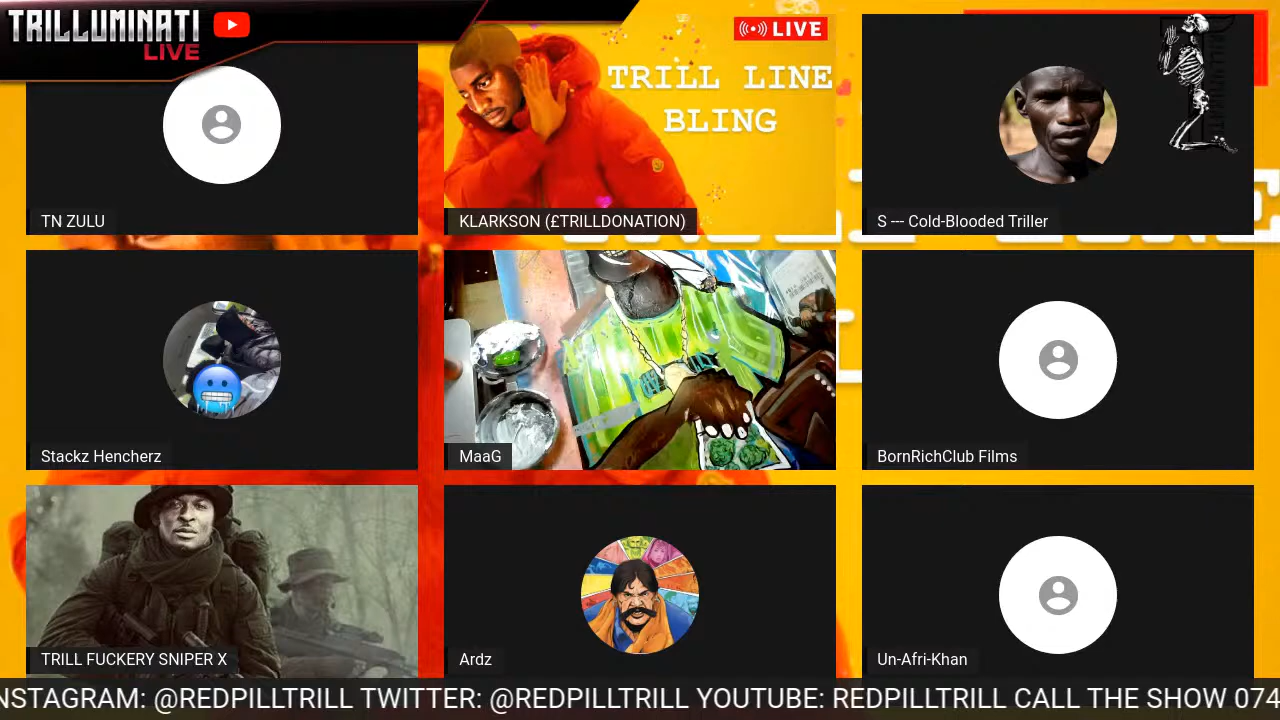 TRILLUMINATI
LIVE
LIVE
TRILL LINE
BLING
TN ZULU
KLARKSON (£TRILLDONATION)
S --- Cold-Blooded Triller
Stackz Hencherz
MaaG
BornRichClub Films
TRILL FUCKERY SNIPER X
Ardz
Un-Afri-Khan
NSTAGRAM: @REDPILLTRILL TWITTER: @REDPILLTRILL YOUTUBE: REDPILLTRILL CALL THE SHOW 074